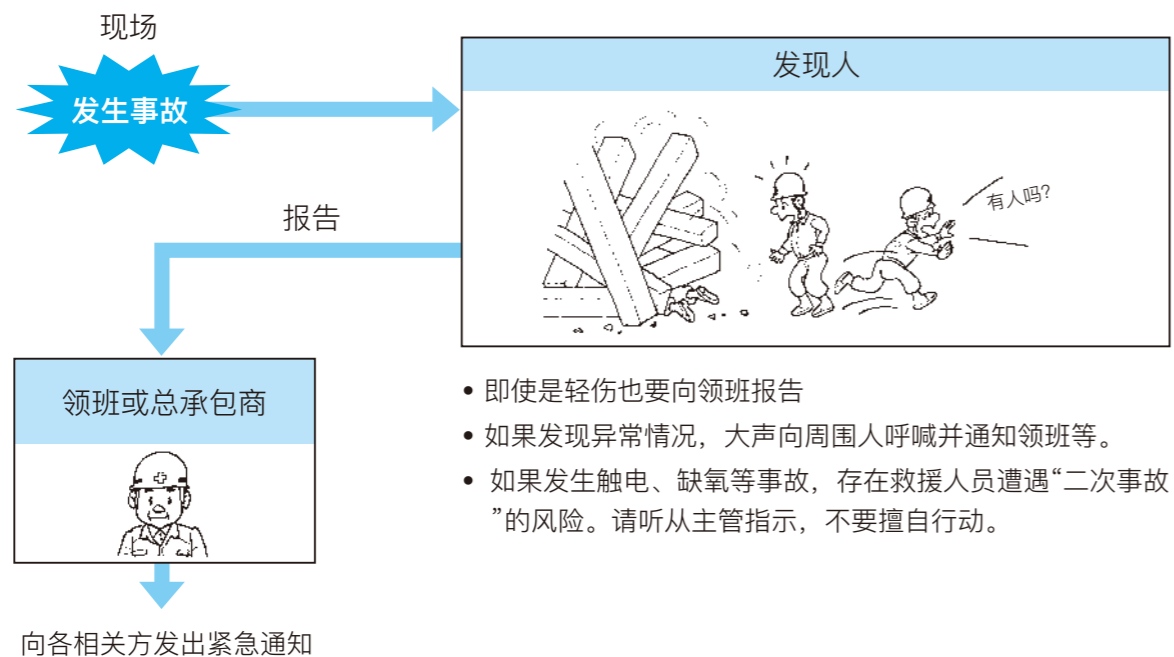 现场
发生事故
发现人
有人吗?
报告
领班或总承包商
向各相关方发出紧急通知
• 即使是轻伤也要向领班报告
• 如果发现异常情况，大声向周围人呼喊并通知领班等。
• 如果发生触电、缺氧等事故，存在救援人员遭遇“二次事故
”的风险。请听从主管指示，不要擅自行动。